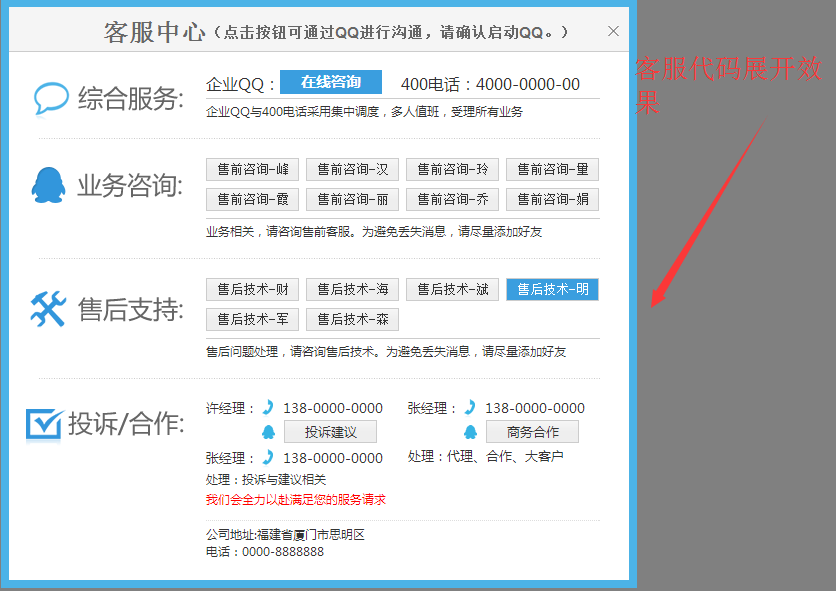 客服中心（点击按钮可通过QQ进行沟通，请确认启动QQ。）
客服代码展开效
果
综合服务:
企业QQ： 在线咨询 400电话：4000-0000-00
企业QQ与400电话采用集中调度，多人值班，受理所有业务
业务咨询:
售前咨询-峰 售前咨询-汉 售前咨询-玲 售前咨询-量
售前咨询-霞 售前咨询-丽 售前咨询-乔 售前咨询-娟
业务相关，请咨询售前客服。为避免丢失消息，请尽量添加好友
售后支持:
售后技术-财 售后技术-海 售后技术-斌 售后技术-明
售后技术-军 售后技术-森
售后问题处理，请咨询售后技术。为避免丢失消息，请尽量添加好友
投诉/合作:
许经理： 138-0000-0000 张经理： 138-0000-0000
投诉建议 商务合作
张经理： 138-0000-0000 处理：代理、合作、大客户
处理：投诉与建议相关
我们会全力以赴满足您的服务请求
公司地址:福建省厦门市思明区
电话：0000-8888888